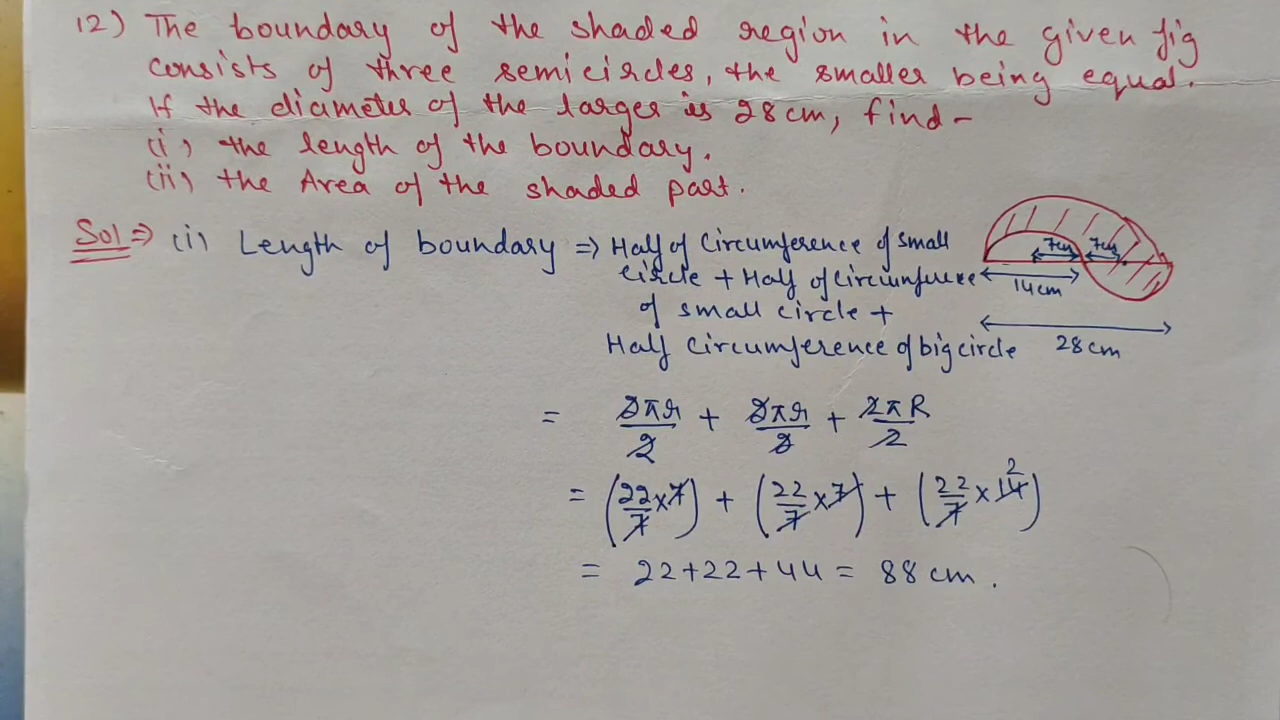 12) The boundary of the shaded region in the given fig
consists of three semicircles, the smaller being equal.
If the diameter of the larger is 28cm, find-
(i) the length of the boundary.
(ii) the Area of the shaded part.
Sol⇒ (i) Length of boundary ⇒ Half of Circumference of small
circle + Half of circumference
of small circle +
Half Circumference of big circle
7cm 7cm
14cm
28cm
= 2πr/2 + 2πr/2 + 2πR/2
= (22/7 × 7) + (22/7 × 7) + (22/7 × 14) 2
= 22+22+44 = 88 cm.